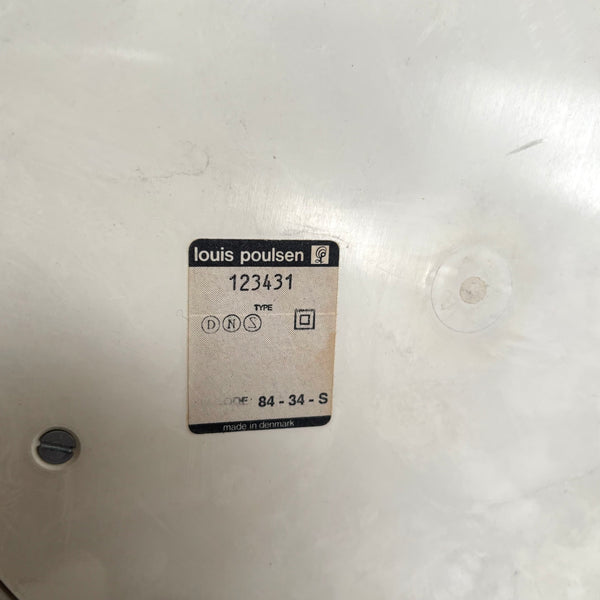 louis poulsen
123431
TYPE
D N S
84 - 34 - S
made in denmark